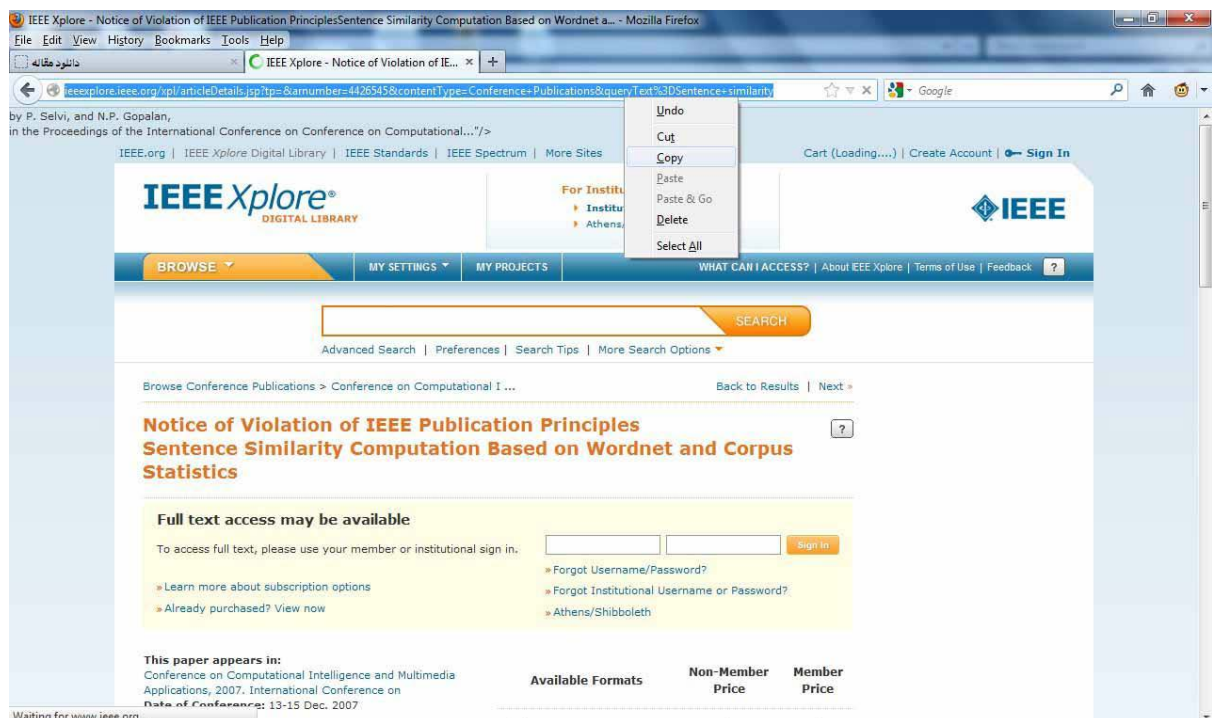 IEEE Xplore - Notice of Violation of IEEE Publication PrinciplesSentence Similarity Computation Based on Wordnet a... - Mozilla Firefox
File Edit View History Bookmarks Tools Help
دانلود مقاله
IEEE Xplore - Notice of Violation of IE...
ieeexplore.ieee.org/xpl/articleDetails.jsp?tp=&arnumber=4426545&contentType=Conference+Publications&queryText%3DSentence+similarity
Google
by P. Selvi, and N.P. Gopalan,
in the Proceedings of the International Conference on Conference on Computational..."/>
IEEE.org | IEEE Xplore Digital Library | IEEE Standards | IEEE Spectrum | More Sites
Cart (Loading....) | Create Account | Sign In
Undo
Cut
Copy
Paste
Paste & Go
Delete
Select All
IEEE Xplore®
DIGITAL LIBRARY
For Institu
Institu
Athens/
IEEE
BROWSE MY SETTINGS MY PROJECTS WHAT CAN I ACCESS? | About IEEE Xplore | Terms of Use | Feedback ?
SEARCH
Advanced Search | Preferences | Search Tips | More Search Options
Browse Conference Publications > Conference on Computational I ...
Back to Results | Next »
Notice of Violation of IEEE Publication Principles
?
Sentence Similarity Computation Based on Wordnet and Corpus
Statistics
Full text access may be available
To access full text, please use your member or institutional sign in.
Sign In
» Learn more about subscription options
» Already purchased? View now
» Forgot Username/Password?
» Forgot Institutional Username or Password?
» Athens/Shibboleth
This paper appears in:
Conference on Computational Intelligence and Multimedia
Applications, 2007. International Conference on
Date of Conference: 13-15 Dec. 2007
Available Formats
Non-Member
Price
Member
Price
Waiting for www.ieee.org